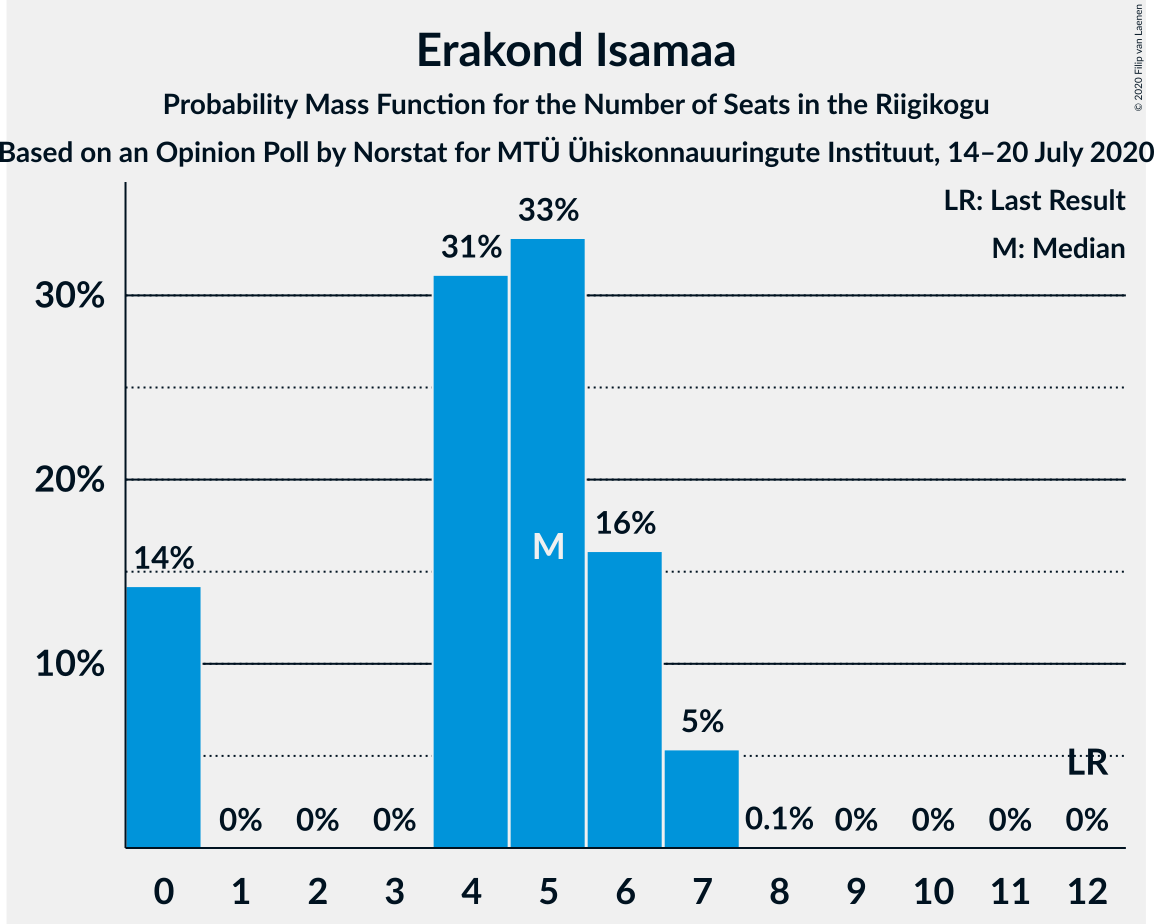 Erakond Isamaa
Probability Mass Function for the Number of Seats in the Riigikogu
Based on an Opinion Poll by Norstat for MTÜ Ühiskonnauuringute Instituut, 14–20 July 2020
© 2020 Filip van Laenen
LR: Last Result
M: Median
33%
31%
30%
20%
16%
M
14%
10%
5%
LR
0% 0% 0% 0.1% 0% 0% 0% 0%
0 1 2 3 4 5 6 7 8 9 10 11 12